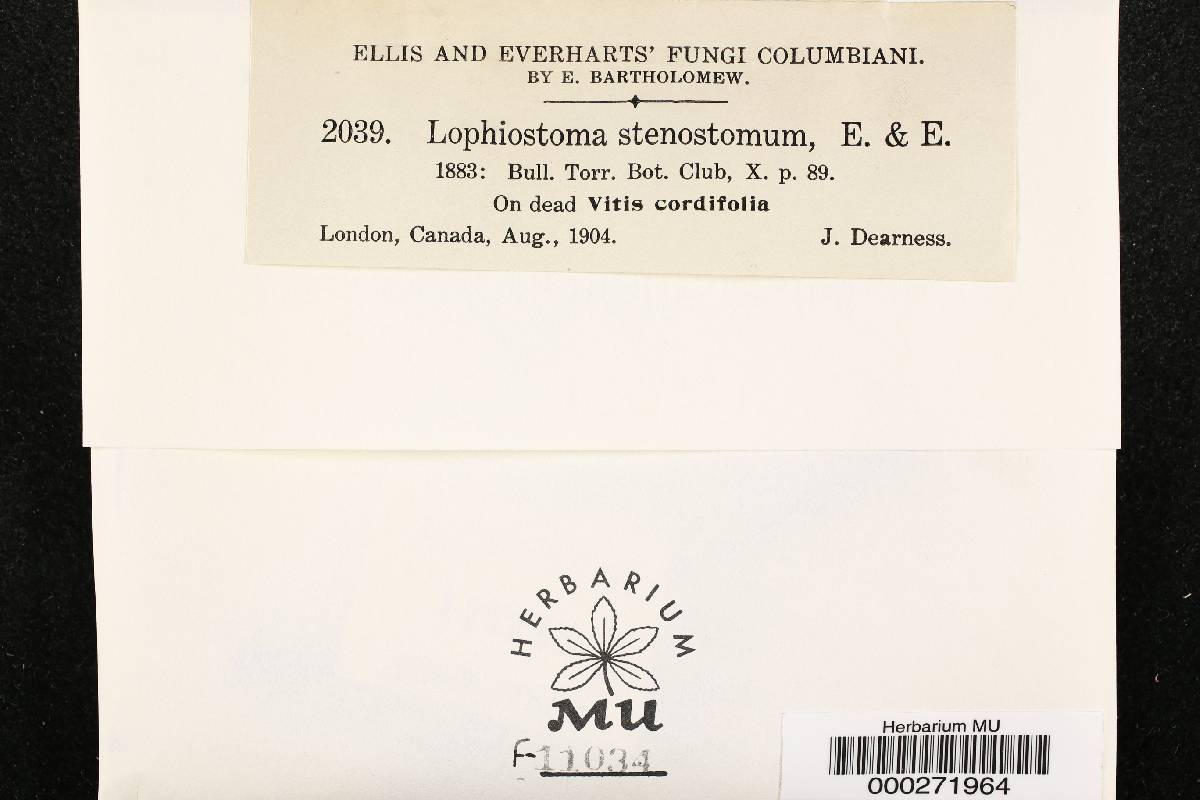 ELLIS AND EVERHARTS' FUNGI COLUMBIANI.
BY E. BARTHOLOMEW.
2039. Lophiostoma stenostomum, E. & E.
1883: Bull. Torr. Bot. Club, X. p. 89.
On dead Vitis cordifolia
London, Canada, Aug., 1904. J. Dearness.
HERBARIUM
MU
F-11034
Herbarium MU
000271964